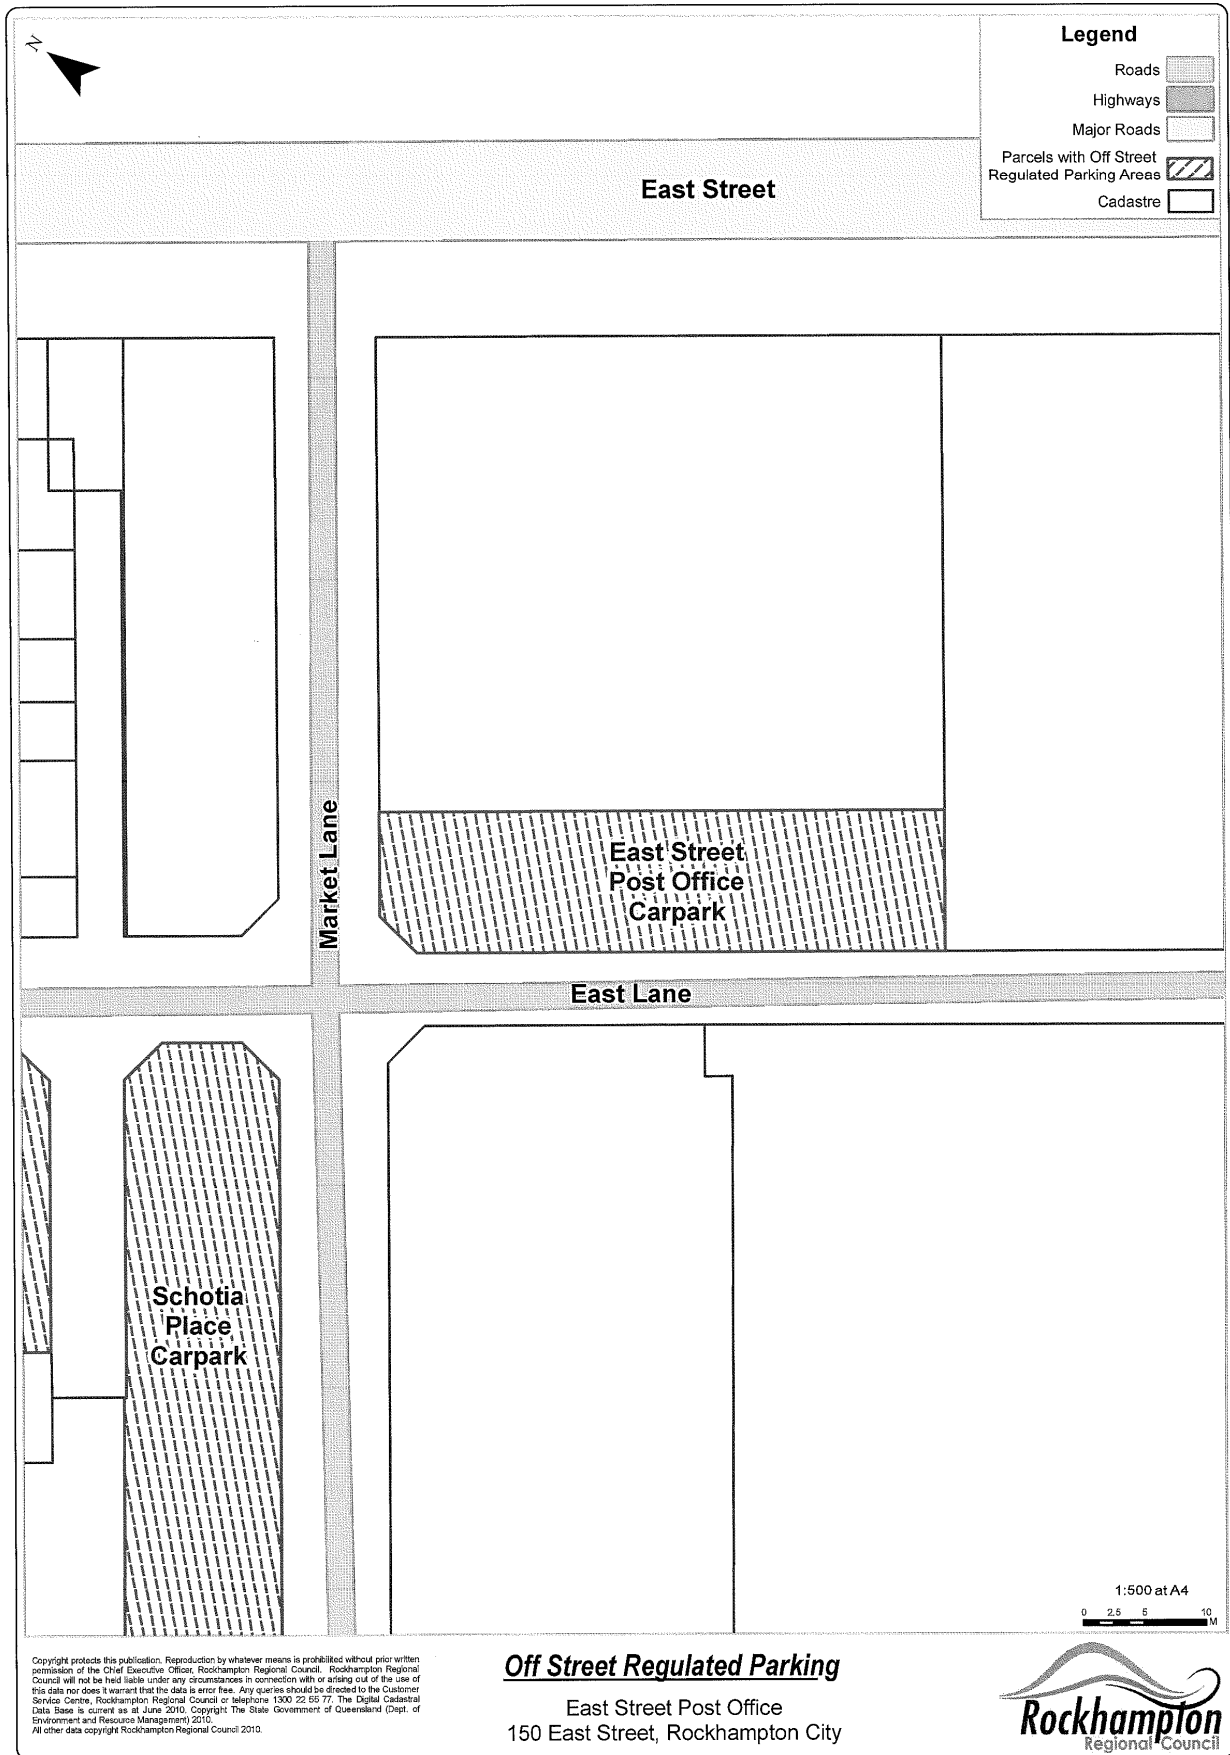 N
Legend
Roads
Highways
Major Roads
Parcels with Off Street
Regulated Parking Areas
Cadastre
East Street
Market Lane
East Street
Post Office
Carpark
East Lane
Schotia
Place
Carpark
1:500 at A4
0 2.5 5 10
M
Copyright protects this publication. Reproduction by whatever means is prohibited without prior written
permission of the Chief Executive Officer, Rockhampton Regional Council. Rockhampton Regional
Council will not be held liable under any circumstances in connection with or arising out of the use of
this data nor does it warrant that the data is error free. Any queries should be directed to the Customer
Service Centre, Rockhampton Regional Council or telephone 1300 22 55 77. The Digital Cadastral
Data Base is current as at June 2010. Copyright The State Government of Queensland (Dept. of
Environment and Resource Management) 2010.
All other data copyright Rockhampton Regional Council 2010.
Off Street Regulated Parking
East Street Post Office
150 East Street, Rockhampton City
Rockhampton
Regional Council